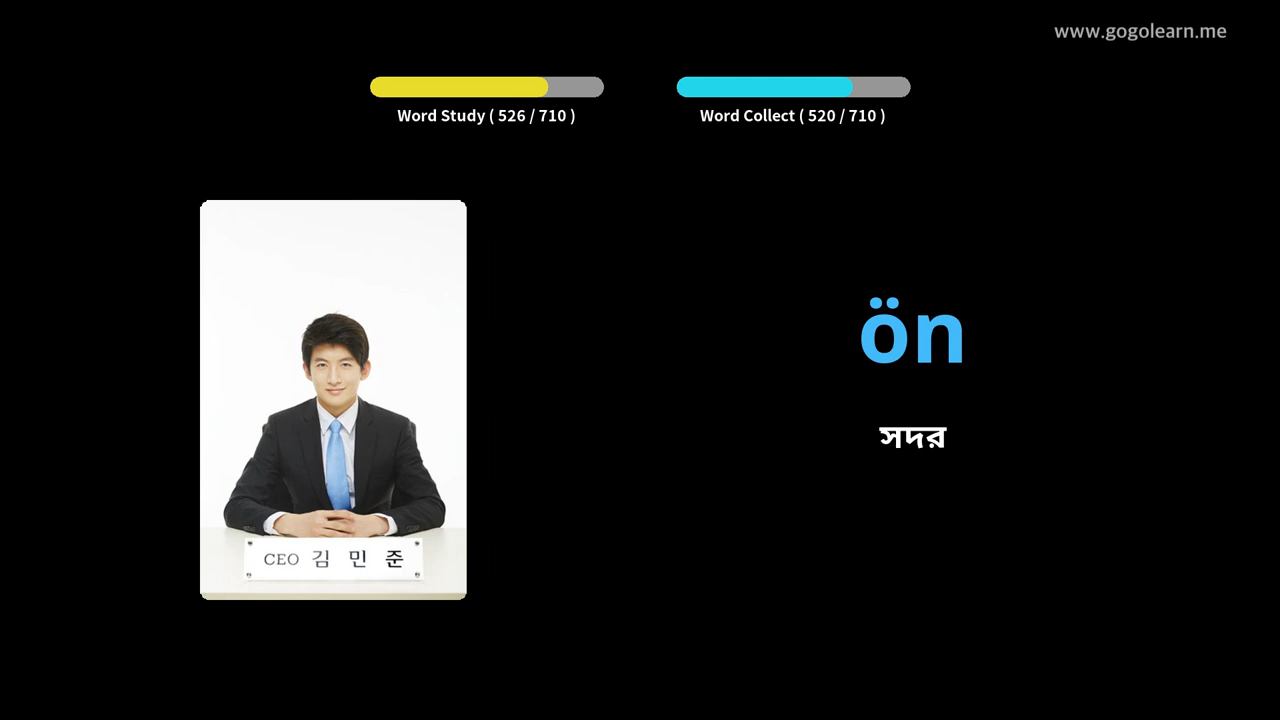 www.gogolearn.me
Word Study ( 526 / 710 )
Word Collect ( 520 / 710 )
ön
সদর
CEO 김 민 준